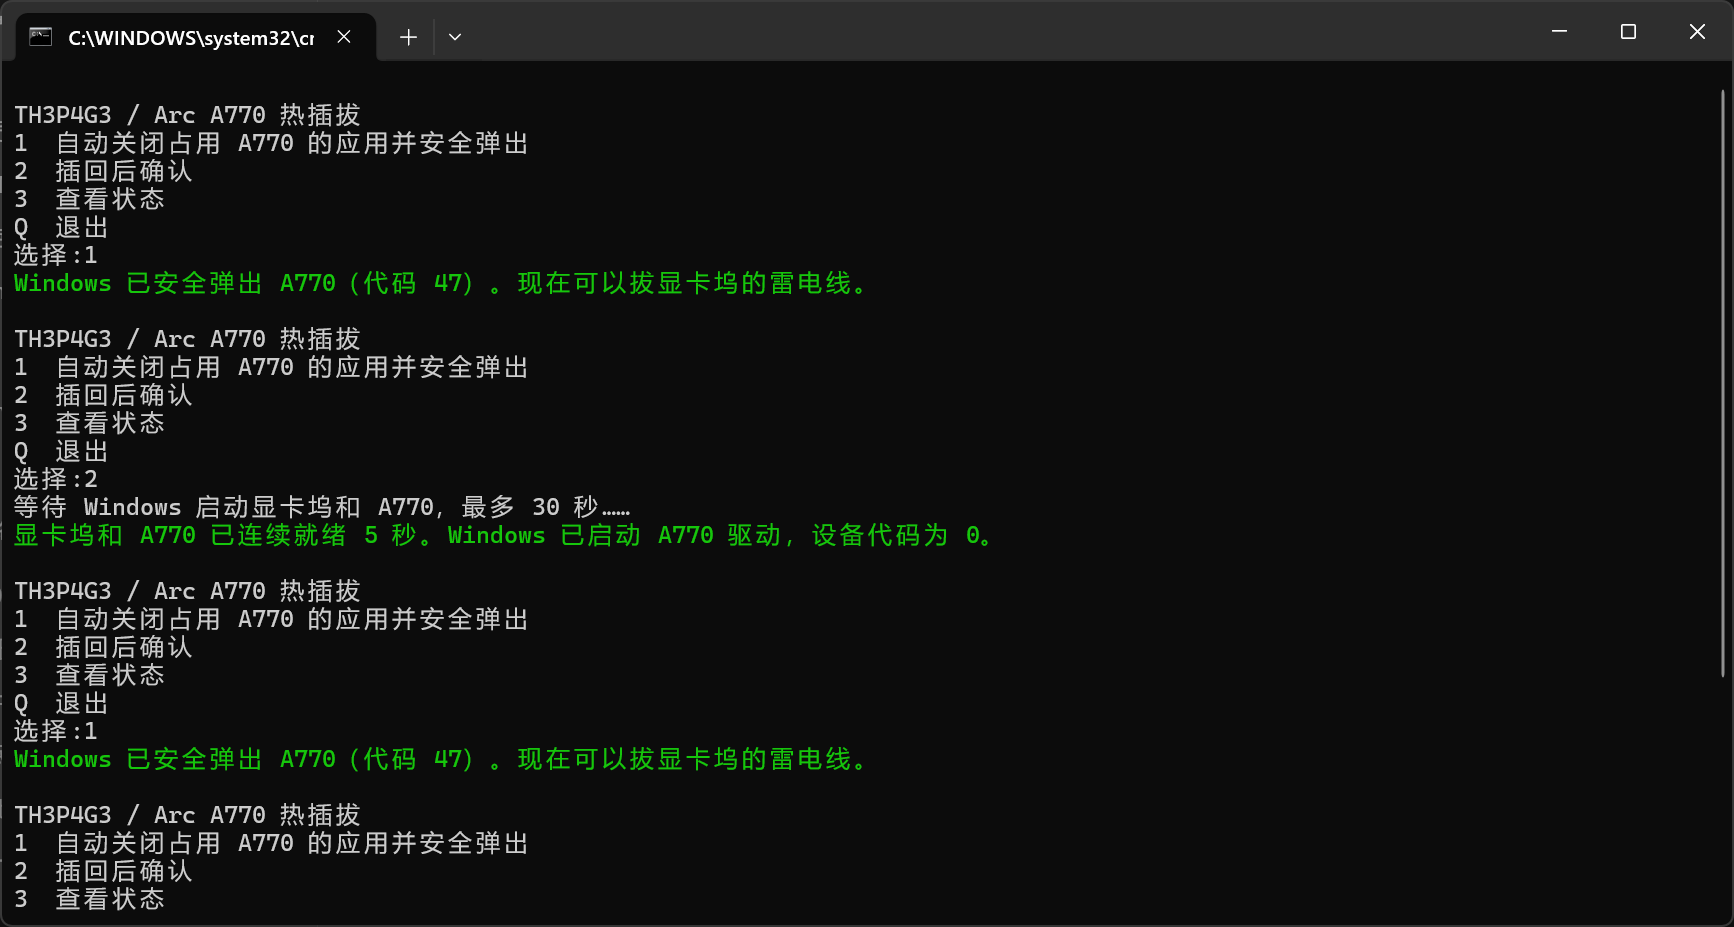 C:\WINDOWS\system32\cr
TH3P4G3 / Arc A770 热插拔
1  自动关闭占用 A770 的应用并安全弹出
2  插回后确认
3  查看状态
Q  退出
选择:1
Windows 已安全弹出 A770（代码 47）。现在可以拔显卡坞的雷电线。
TH3P4G3 / Arc A770 热插拔
1  自动关闭占用 A770 的应用并安全弹出
2  插回后确认
3  查看状态
Q  退出
选择:2
等待 Windows 启动显卡坞和 A770，最多 30 秒……
显卡坞和 A770 已连续就绪 5 秒。Windows 已启动 A770 驱动，设备代码为 0。
TH3P4G3 / Arc A770 热插拔
1  自动关闭占用 A770 的应用并安全弹出
2  插回后确认
3  查看状态
Q  退出
选择:1
Windows 已安全弹出 A770（代码 47）。现在可以拔显卡坞的雷电线。
TH3P4G3 / Arc A770 热插拔
1  自动关闭占用 A770 的应用并安全弹出
2  插回后确认
3  查看状态